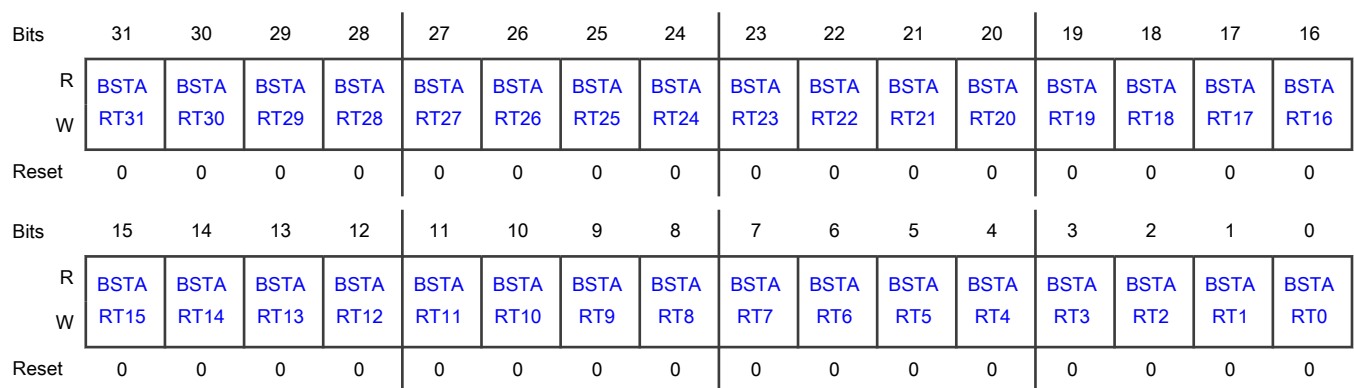 Bits 31 30 29 28 27 26 25 24 23 22 21 20 19 18 17 16
R BSTA BSTA BSTA BSTA BSTA BSTA BSTA BSTA BSTA BSTA BSTA BSTA BSTA BSTA BSTA BSTA
W RT31 RT30 RT29 RT28 RT27 RT26 RT25 RT24 RT23 RT22 RT21 RT20 RT19 RT18 RT17 RT16
Reset 0 0 0 0 0 0 0 0 0 0 0 0 0 0 0 0
Bits 15 14 13 12 11 10 9 8 7 6 5 4 3 2 1 0
R BSTA BSTA BSTA BSTA BSTA BSTA BSTA BSTA BSTA BSTA BSTA BSTA BSTA BSTA BSTA BSTA
W RT15 RT14 RT13 RT12 RT11 RT10 RT9 RT8 RT7 RT6 RT5 RT4 RT3 RT2 RT1 RT0
Reset 0 0 0 0 0 0 0 0 0 0 0 0 0 0 0 0